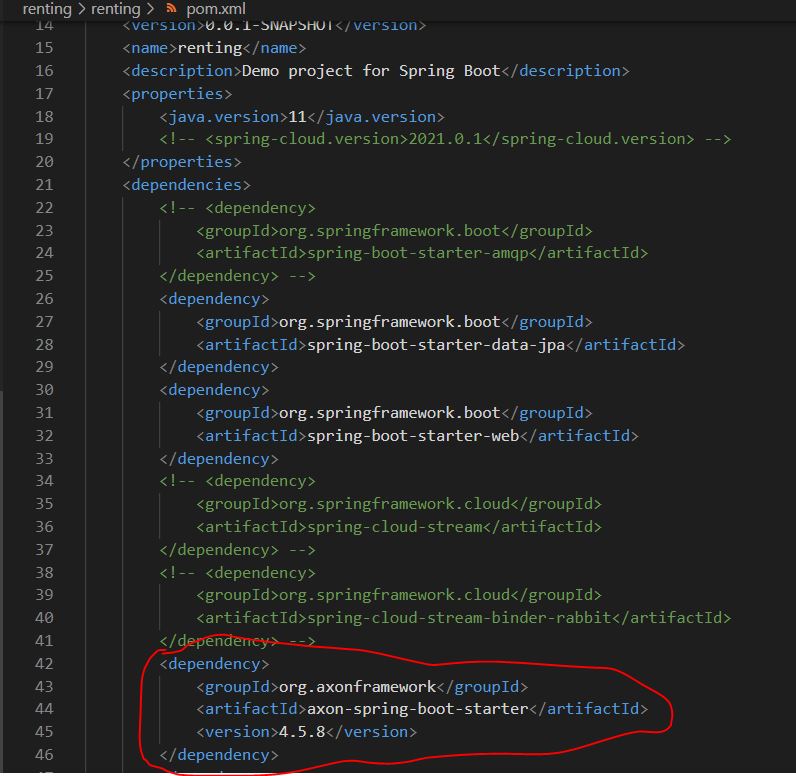 renting > renting > pom.xml
14 <version>0.0.1-SNAPSHOT</version>
15 <name>renting</name>
16 <description>Demo project for Spring Boot</description>
17 <properties>
18 <java.version>11</java.version>
19 <!-- <spring-cloud.version>2021.0.1</spring-cloud.version> -->
20 </properties>
21 <dependencies>
22 <!-- <dependency>
23 <groupId>org.springframework.boot</groupId>
24 <artifactId>spring-boot-starter-amqp</artifactId>
25 </dependency> -->
26 <dependency>
27 <groupId>org.springframework.boot</groupId>
28 <artifactId>spring-boot-starter-data-jpa</artifactId>
29 </dependency>
30 <dependency>
31 <groupId>org.springframework.boot</groupId>
32 <artifactId>spring-boot-starter-web</artifactId>
33 </dependency>
34 <!-- <dependency>
35 <groupId>org.springframework.cloud</groupId>
36 <artifactId>spring-cloud-stream</artifactId>
37 </dependency> -->
38 <!-- <dependency>
39 <groupId>org.springframework.cloud</groupId>
40 <artifactId>spring-cloud-stream-binder-rabbit</artifactId>
41 </dependency> -->
42 <dependency>
43 <groupId>org.axonframework</groupId>
44 <artifactId>axon-spring-boot-starter</artifactId>
45 <version>4.5.8</version>
46 </dependency>